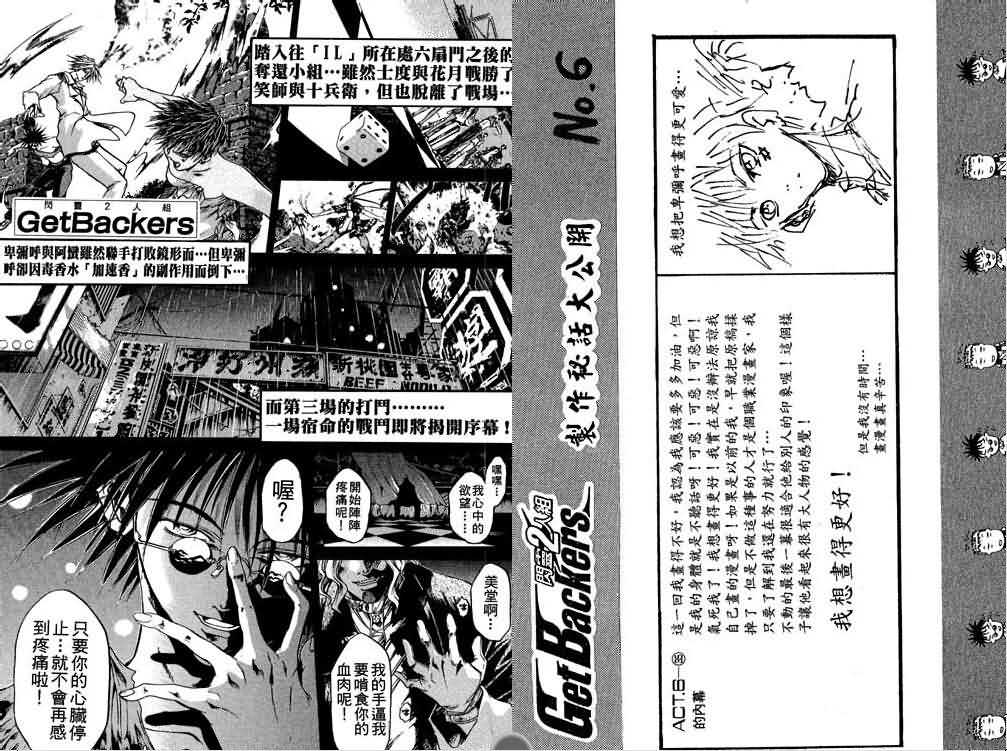 No.6
製作秘話大公開
GetBackers
閃靈2人組
我想把卑彌呼畫得更可愛…
但是我沒有時間…
畫漫畫真辛苦…
這一回我畫得不好，我認為我應該要多加油，但
是我的身體就是不聽話呀！可惡！可惡！可惡啊！
氣死我了！我想畫得更好！我實在是沒辦法原諒我
自己畫的漫畫呀！如果是以前的我，早就把原稿揉
掉了，但是不做這種事的人才是個職業漫畫家，我
只要了解到我還在努力就行了…
不動的最後一幕很適合他給別人的印象喔！這個樣
子讓他看起來很有大人物的感覺！
我想畫得更好！
ACT.6—㉟
的內幕
踏入往「IL」所在處六扇門之後的
奪還小組…雖然士度與花月戰勝了
笑師與十兵衛，但也脫離了戰場…
閃靈2人組
GetBackers
卑彌呼與阿蠻雖然聯手打敗鏡形而…但卑彌
呼卻因毒香水「加速香」的副作用而倒下…
新桃園
BEEF NOODLE
而第三場的打鬥………
一場宿命的戰鬥即將揭開序幕！
嘿嘿…
我心中的
欲望……
開始陣陣
疼痛呢！
喔？
美堂啊…
我的手逼我
要啃食你的
血肉呢！
只要你的心臟停
止…就不會再感
到疼痛啦！